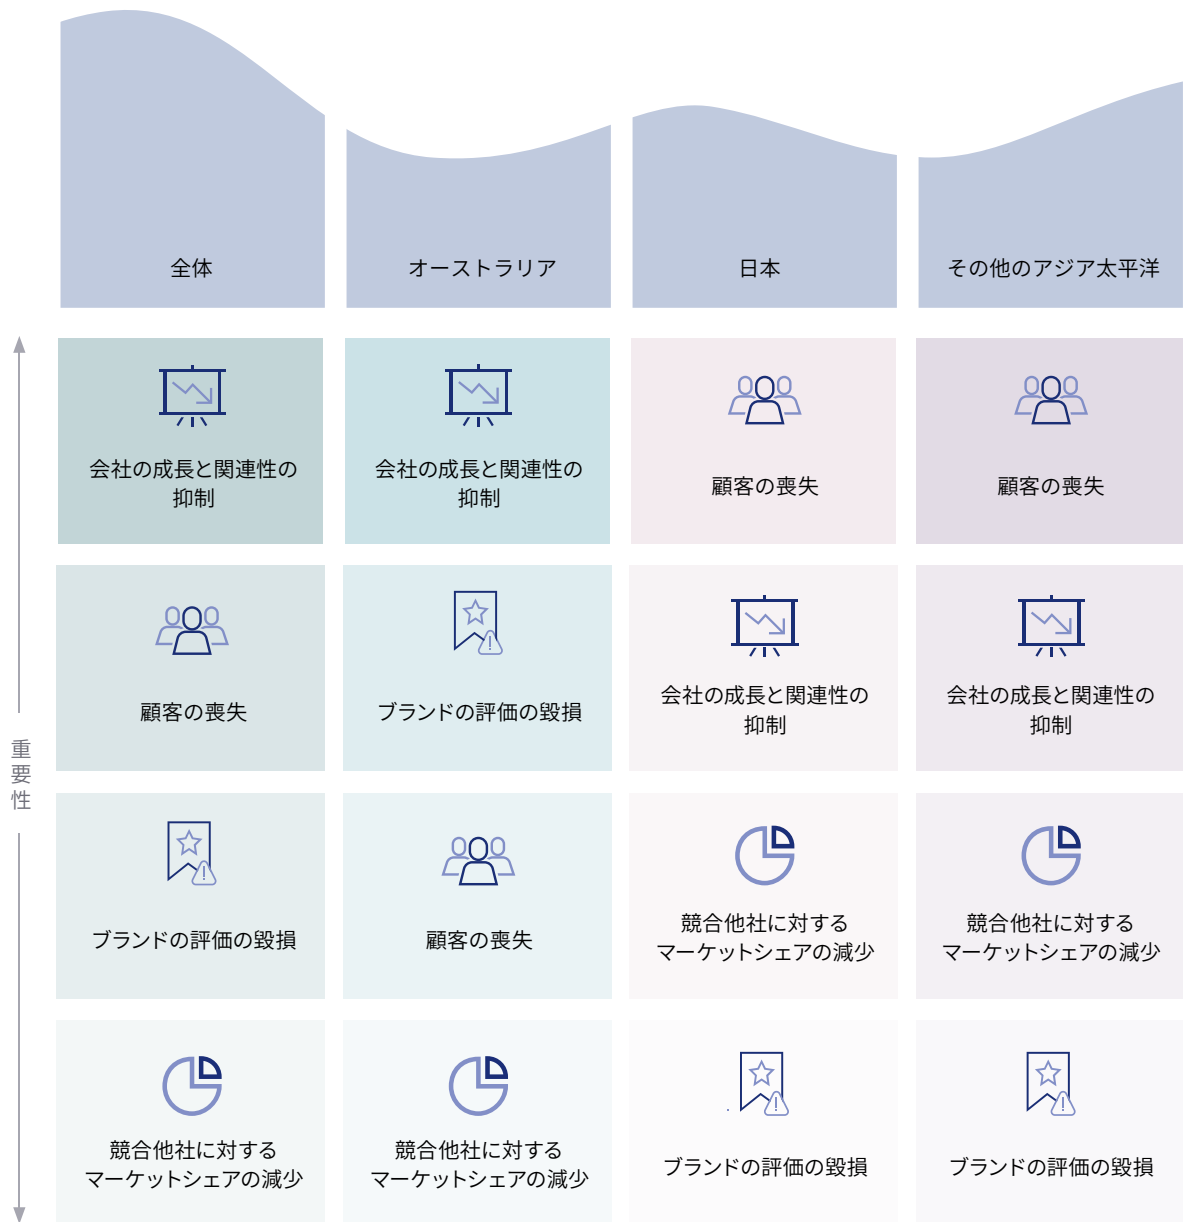 全体
オーストラリア
日本
その他のアジア太平洋
重要性
会社の成長と関連性の
抑制
会社の成長と関連性の
抑制
顧客の喪失
顧客の喪失
顧客の喪失
ブランドの評価の毀損
会社の成長と関連性の
抑制
会社の成長と関連性の
抑制
ブランドの評価の毀損
顧客の喪失
競合他社に対する
マーケットシェアの減少
競合他社に対する
マーケットシェアの減少
競合他社に対する
マーケットシェアの減少
競合他社に対する
マーケットシェアの減少
ブランドの評価の毀損
ブランドの評価の毀損